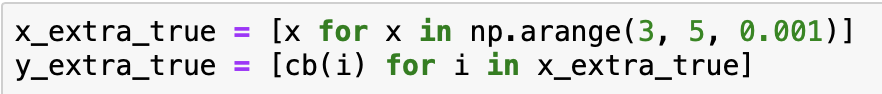 x_extra_true = [x for x in np.arange(3, 5, 0.001)]
y_extra_true = [cb(i) for i in x_extra_true]